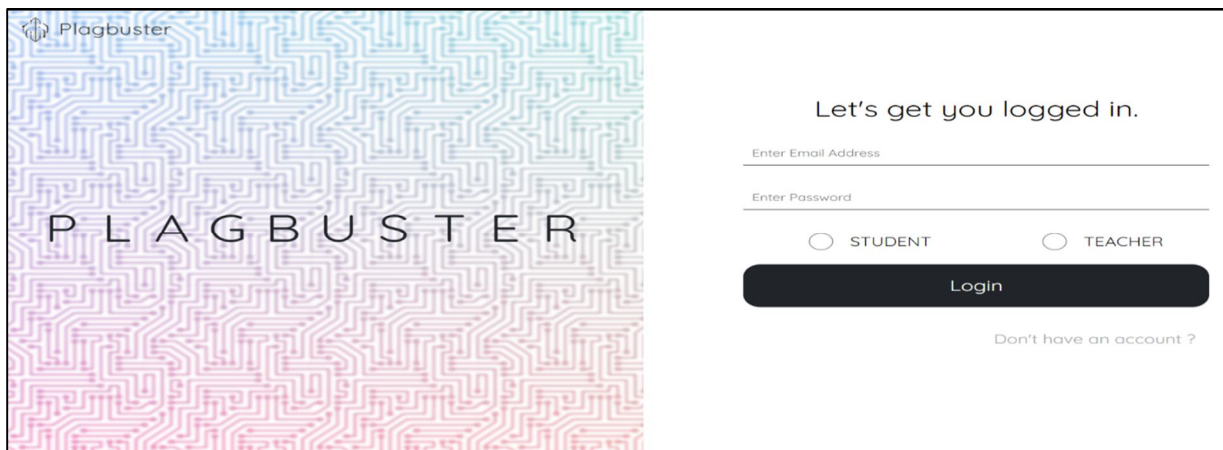 Plagbuster
PLAGBUSTER
Let's get you logged in.
Enter Email Address
Enter Password
STUDENT TEACHER
Login
Don't have an account ?